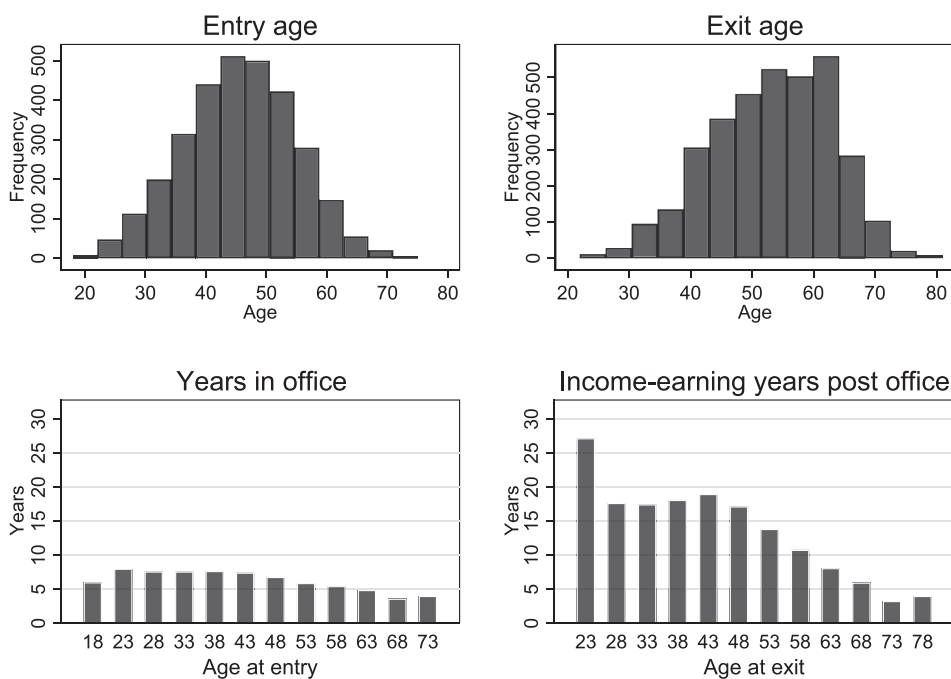 Entry age
Frequency
0 100 200 300 400 500
20 30 40 50 60 70 80
Age
Exit age
Frequency
0 100 200 300 400 500
20 30 40 50 60 70 80
Age
Years in office
Years
0 5 10 15 20 25 30
18 23 28 33 38 43 48 53 58 63 68 73
Age at entry
Income-earning years post office
Years
0 5 10 15 20 25 30
23 28 33 38 43 48 53 58 63 68 73 78
Age at exit